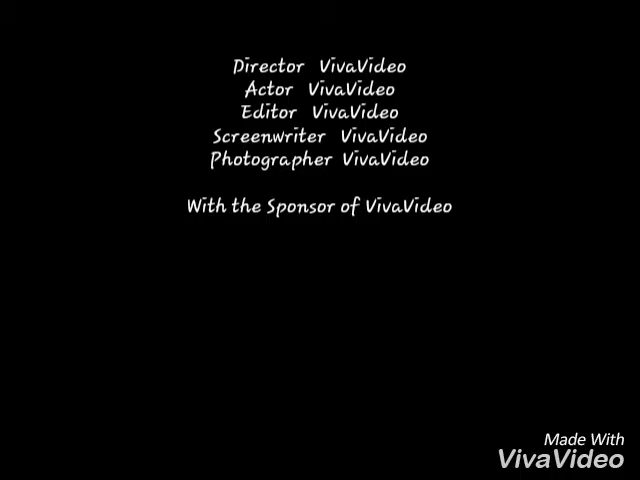 Director VivaVideo
Actor VivaVideo
Editor VivaVideo
Screenwriter VivaVideo
Photographer VivaVideo
With the Sponsor of VivaVideo
Made With
VivaVideo